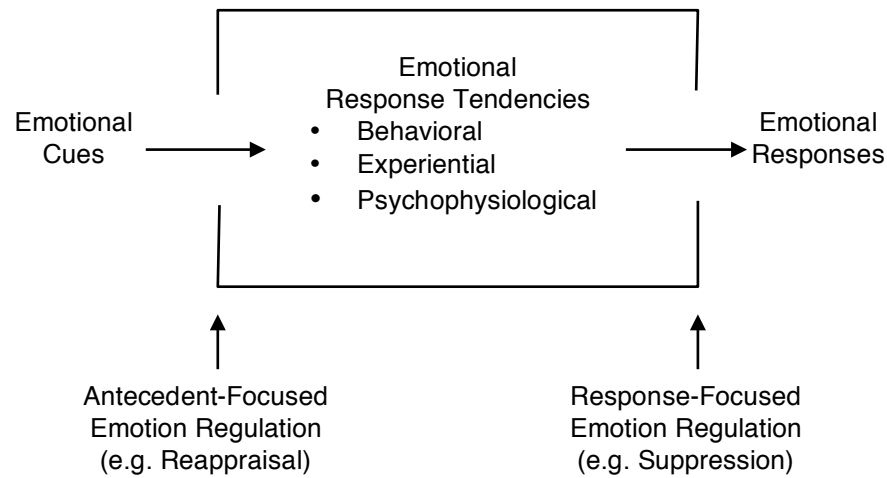 Emotional
Cues
Emotional
Response Tendencies
• Behavioral
• Experiential
• Psychophysiological
Emotional
Responses
Antecedent-Focused
Emotion Regulation
(e.g. Reappraisal)
Response-Focused
Emotion Regulation
(e.g. Suppression)